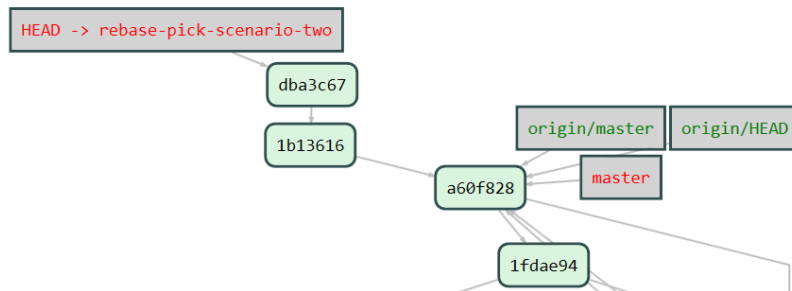 HEAD -> rebase-pick-scenario-two
dba3c67
1b13616
origin/master
origin/HEAD
master
a60f828
1fdae94